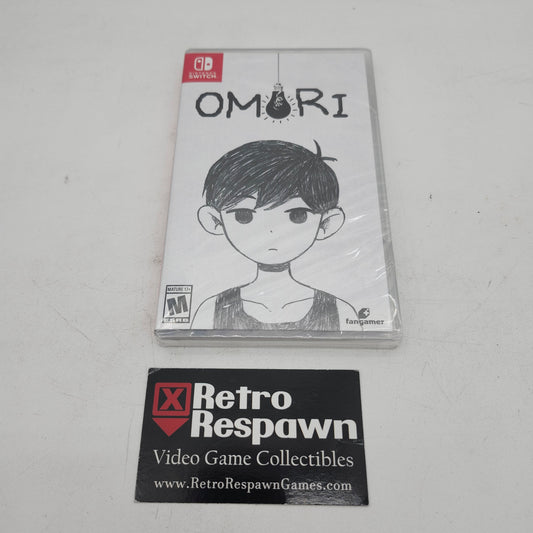 NINTENDO
SWITCH
OMORI
MATURE 17+
M
ESRB
fangamer
X Retro
Respawn
Video Game Collectibles
www.RetroRespawnGames.com